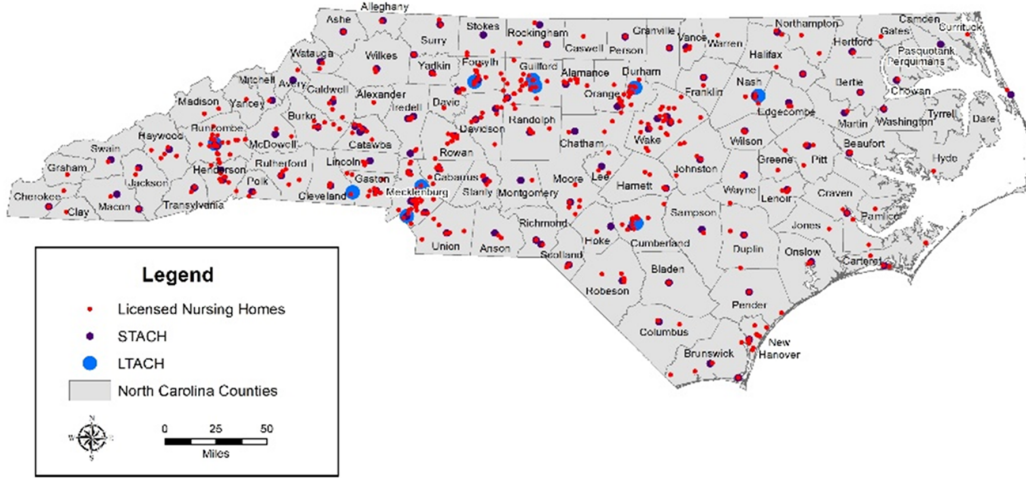 Alleghany
Ashe
Surry
Stokes
Rockingham
Caswell
Person
Granville
Vance
Warren
Northampton
Gates
Camden
Currituck
Pasquotank
Perquimans
Hertford
Halifax
Watauga
Wilkes
Yadkin
Forsyth
Guilford
Alamance
Orange
Durham
Franklin
Nash
Bertie
Chowan
Mitchell
Avery
Caldwell
Alexander
Iredell
Davie
Davidson
Randolph
Chatham
Wake
Edgecombe
Martin
Washington
Tyrrell
Dare
Madison
Yancey
Burke
Catawba
Rowan
Wilson
Pitt
Beaufort
Hyde
Haywood
Buncombe
McDowell
Swain
Graham
Jackson
Henderson
Rutherford
Polk
Lincoln
Gaston
Cleveland
Mecklenburg
Cabarrus
Stanly
Montgomery
Moore
Lee
Harnett
Johnston
Greene
Wayne
Lenoir
Craven
Pamlico
Cherokee
Clay
Macon
Transylvania
Union
Anson
Richmond
Scotland
Hoke
Cumberland
Sampson
Duplin
Jones
Onslow
Carteret
Robeson
Bladen
Pender
Columbus
Brunswick
New
Hanover
Legend
Licensed Nursing Homes
STACH
LTACH
North Carolina Counties
N
W
E
S
0 25 50
Miles